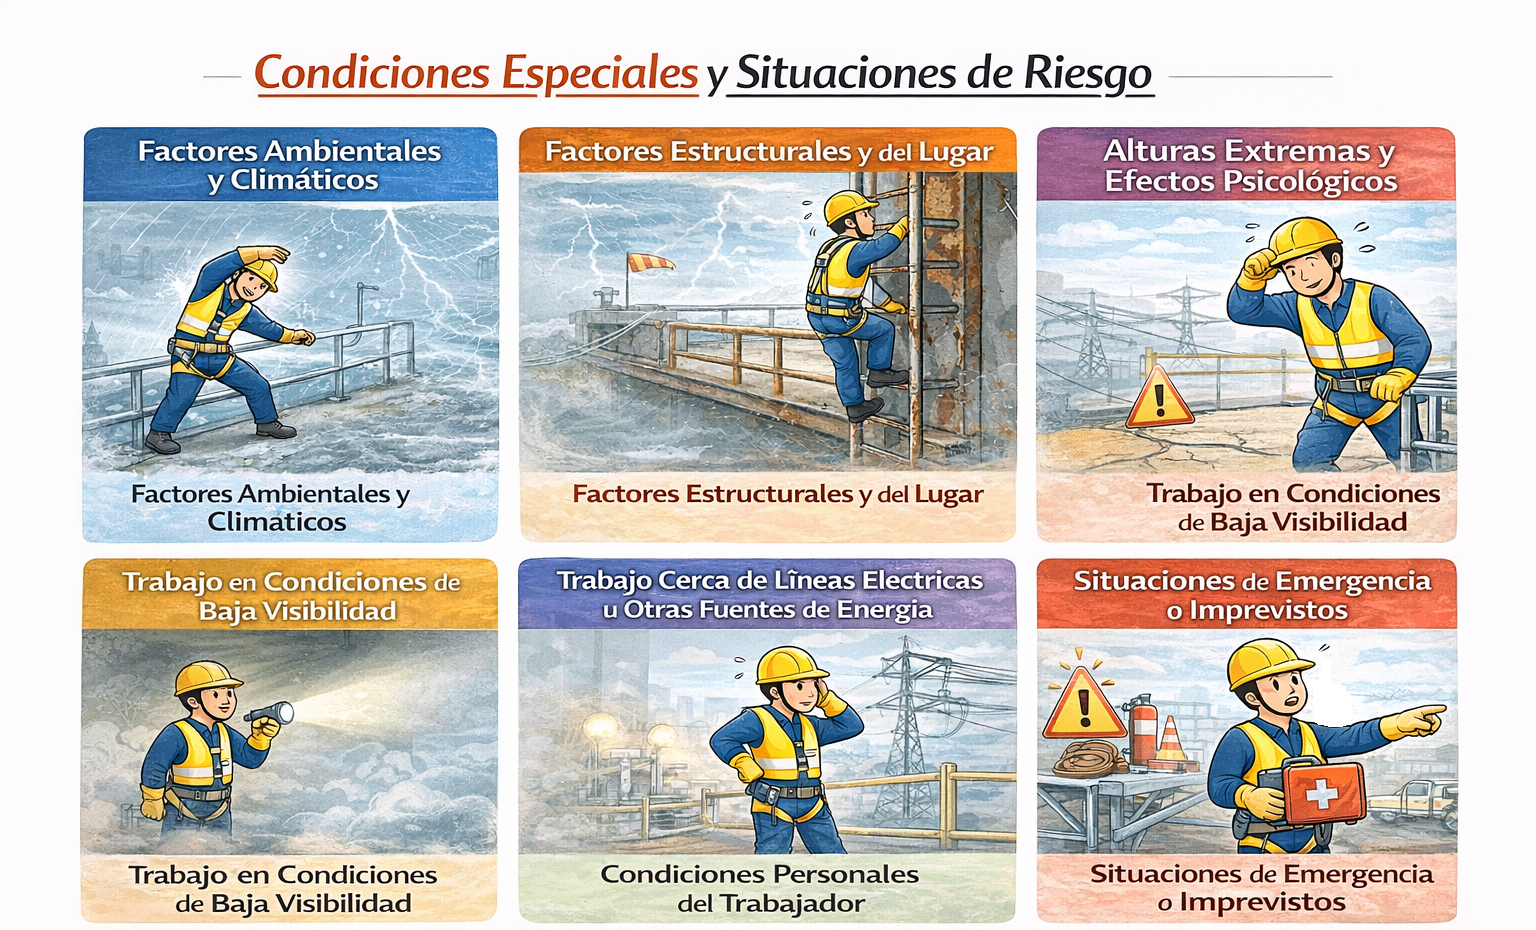 Condiciones Especiales y Situaciones de Riesgo
Factores Ambientales
y Climáticos
Factores Ambientales y
Climaticos
Factores Estructurales y del Lugar
Factores Estructurales y del Lugar
Alturas Extremas y
Efectos Psicológicos
Trabajo en Condiciones
de Baja Visibilidad
Trabajo en Condiciones de
Baja Visibilidad
Trabajo en Condiciones
de Baja Visibilidad
Trabajo Cerca de Lîneas Electricas
u Otras Fuentes de Energia
Condiciones Personales
del Trabajador
Situaciones de Emergencia
o Imprevistos
Situaciones de Emergencia
o Imprevistos